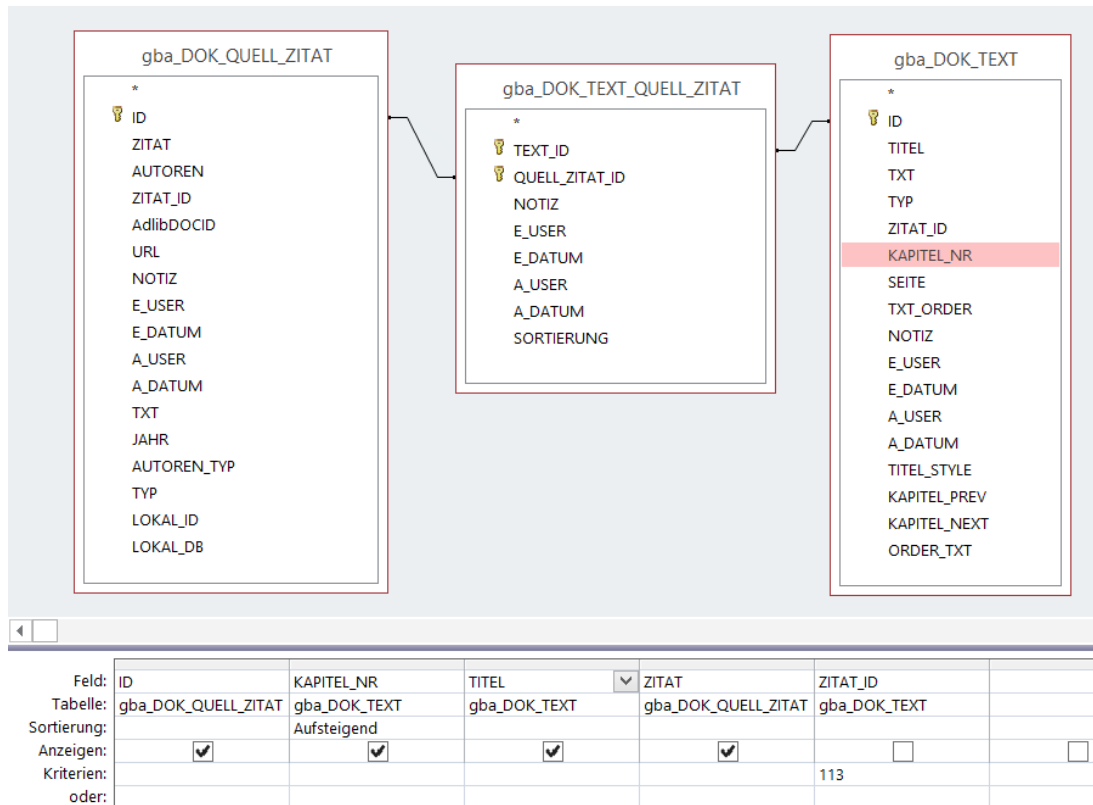 gba_DOK_QUELL_ZITAT
*
ID
ZITAT
AUTOREN
ZITAT_ID
AdlibDOCID
URL
NOTIZ
E_USER
E_DATUM
A_USER
A_DATUM
TXT
JAHR
AUTOREN_TYP
TYP
LOKAL_ID
LOKAL_DB
gba_DOK_TEXT_QUELL_ZITAT
*
TEXT_ID
QUELL_ZITAT_ID
NOTIZ
E_USER
E_DATUM
A_USER
A_DATUM
SORTIERUNG
gba_DOK_TEXT
*
ID
TITEL
TXT
TYP
ZITAT_ID
KAPITEL_NR
SEITE
TXT_ORDER
NOTIZ
E_USER
E_DATUM
A_USER
A_DATUM
TITEL_STYLE
KAPITEL_PREV
KAPITEL_NEXT
ORDER_TXT
Feld: ID KAPITEL_NR TITEL ZITAT ZITAT_ID
Tabelle: gba_DOK_QUELL_ZITAT gba_DOK_TEXT gba_DOK_TEXT gba_DOK_QUELL_ZITAT gba_DOK_TEXT
Sortierung: Aufsteigend
Anzeigen:
Kriterien: 113
oder: